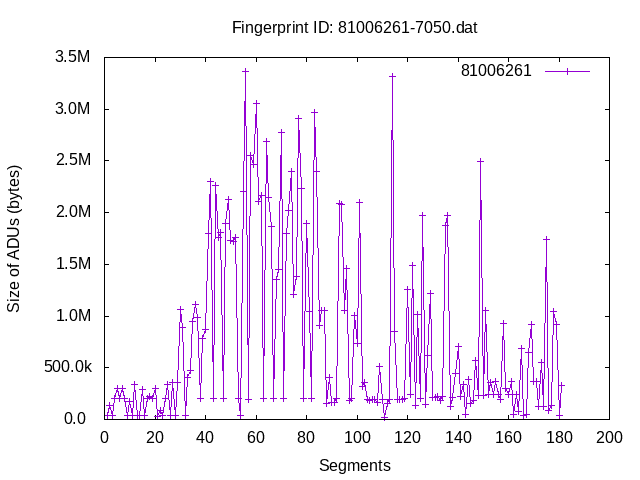 Fingerprint ID: 81006261-7050.dat
81006261
3.5M
3.0M
2.5M
2.0M
1.5M
1.0M
500.0k
0.0
Size of ADUs (bytes)
0 20 40 60 80 100 120 140 160 180 200
Segments